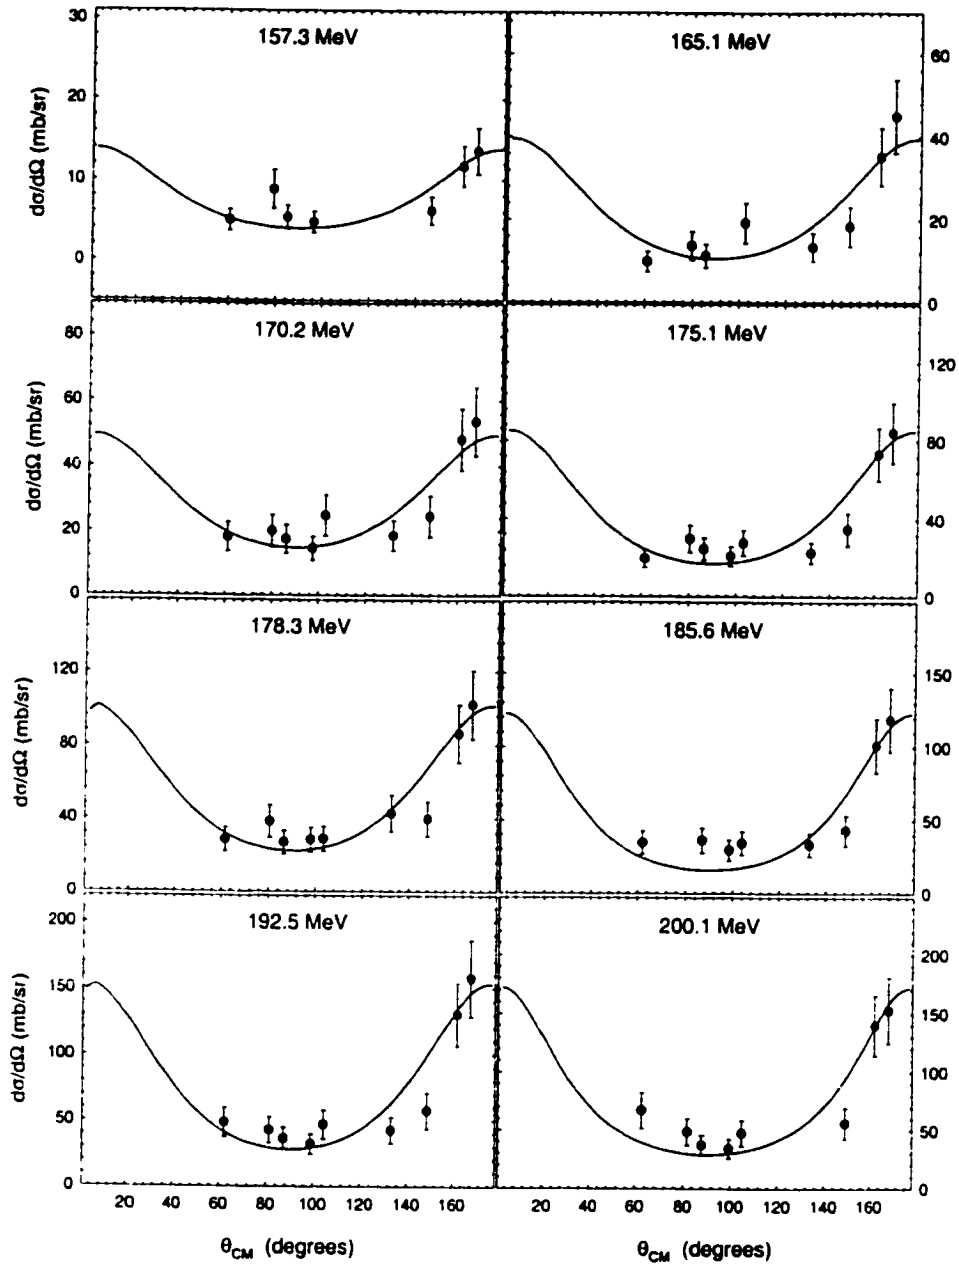 157.3 MeV
165.1 MeV
30
20
10
0
dσ/dΩ (mb/sr)
60
40
20
0
170.2 MeV
175.1 MeV
80
60
40
20
0
dσ/dΩ (mb/sr)
120
80
40
0
178.3 MeV
185.6 MeV
120
80
40
0
dσ/dΩ (mb/sr)
150
100
50
0
192.5 MeV
200.1 MeV
200
150
100
50
0
dσ/dΩ (mb/sr)
200
150
100
50
0
20 40 60 80 100 120 140 160
20 40 60 80 100 120 140 160
θCM (degrees)
θCM (degrees)